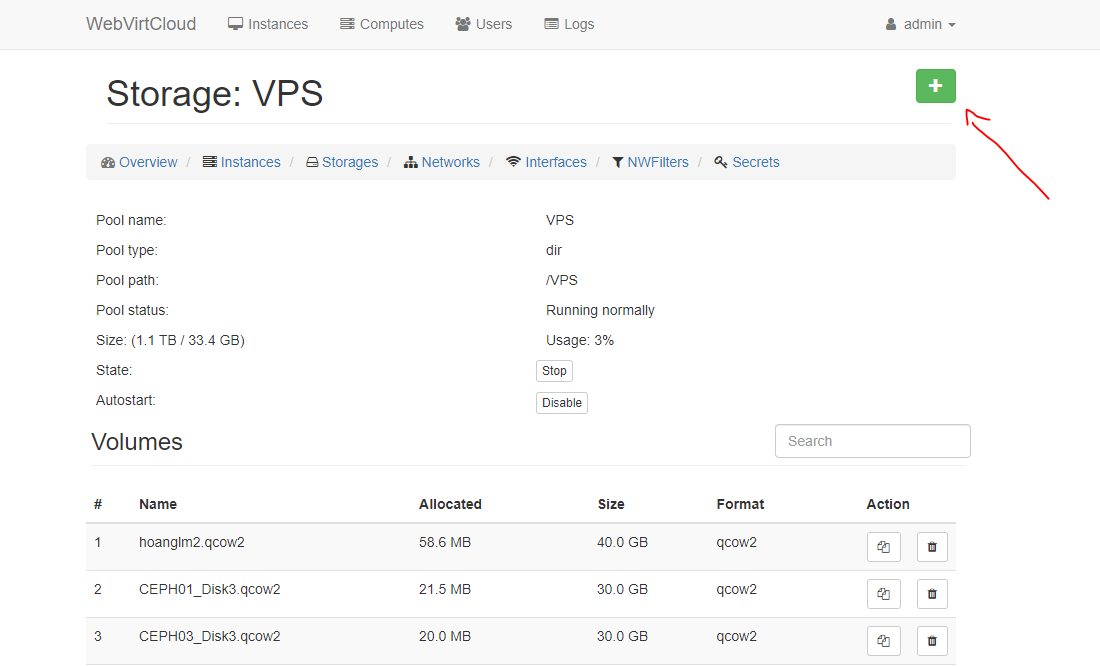 WebVirtCloud Instances Computes Users Logs admin
Storage: VPS
Overview / Instances / Storages / Networks / Interfaces / NWFilters / Secrets
Pool name: VPS
Pool type: dir
Pool path: /VPS
Pool status: Running normally
Size: (1.1 TB / 33.4 GB) Usage: 3%
State: Stop
Autostart: Disable
Volumes Search
# Name Allocated Size Format Action
1 hoanglm2.qcow2 58.6 MB 40.0 GB qcow2
2 CEPH01_Disk3.qcow2 21.5 MB 30.0 GB qcow2
3 CEPH03_Disk3.qcow2 20.0 MB 30.0 GB qcow2